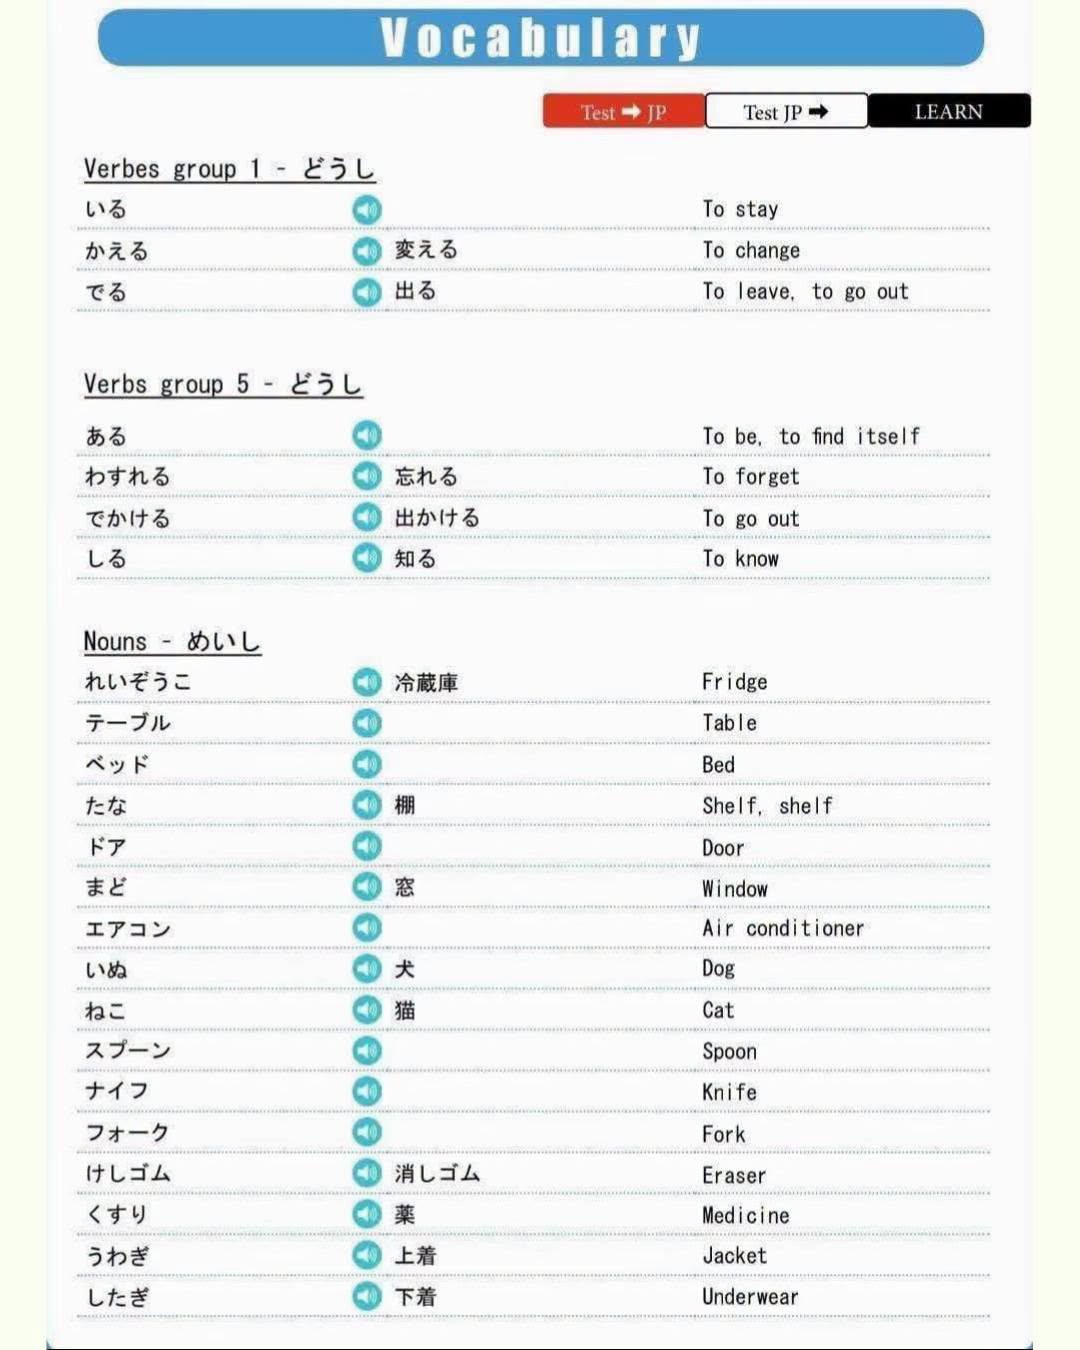 Vocabulary
Test ➡ JP Test JP ➡ LEARN
Verbes group 1 - どうし
いる To stay
かえる 変える To change
でる 出る To leave, to go out
Verbs group 5 - どうし
ある To be, to find itself
わすれる 忘れる To forget
でかける 出かける To go out
しる 知る To know
Nouns - めいし
れいぞうこ 冷蔵庫 Fridge
テーブル Table
ベッド Bed
たな 棚 Shelf, shelf
ドア Door
まど 窓 Window
エアコン Air conditioner
いぬ 犬 Dog
ねこ 猫 Cat
スプーン Spoon
ナイフ Knife
フォーク Fork
けしゴム 消しゴム Eraser
くすり 薬 Medicine
うわぎ 上着 Jacket
したぎ 下着 Underwear